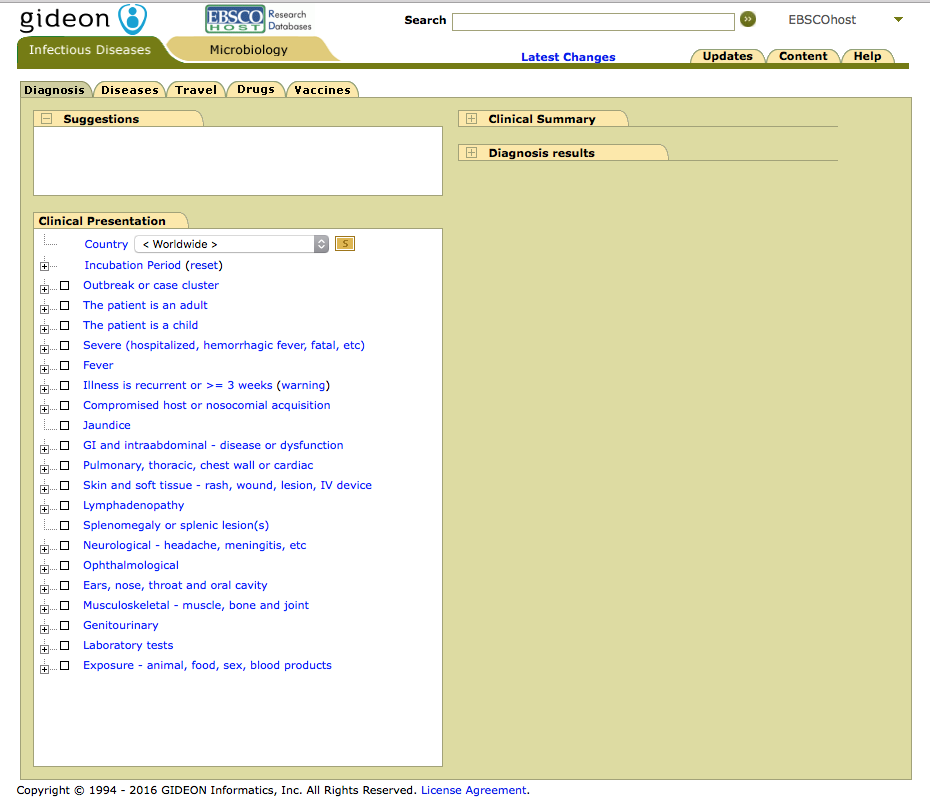 gideon EBSCO HOST Research Databases Search >> EBSCOhost
Infectious Diseases Microbiology Latest Changes Updates Content Help
Diagnosis Diseases Travel Drugs Vaccines
Suggestions
Clinical Summary
Diagnosis results
Clinical Presentation
Country < Worldwide > S
Incubation Period (reset)
Outbreak or case cluster
The patient is an adult
The patient is a child
Severe (hospitalized, hemorrhagic fever, fatal, etc)
Fever
Illness is recurrent or >= 3 weeks (warning)
Compromised host or nosocomial acquisition
Jaundice
GI and intraabdominal - disease or dysfunction
Pulmonary, thoracic, chest wall or cardiac
Skin and soft tissue - rash, wound, lesion, IV device
Lymphadenopathy
Splenomegaly or splenic lesion(s)
Neurological - headache, meningitis, etc
Ophthalmological
Ears, nose, throat and oral cavity
Musculoskeletal - muscle, bone and joint
Genitourinary
Laboratory tests
Exposure - animal, food, sex, blood products
Copyright © 1994 - 2016 GIDEON Informatics, Inc. All Rights Reserved. License Agreement.